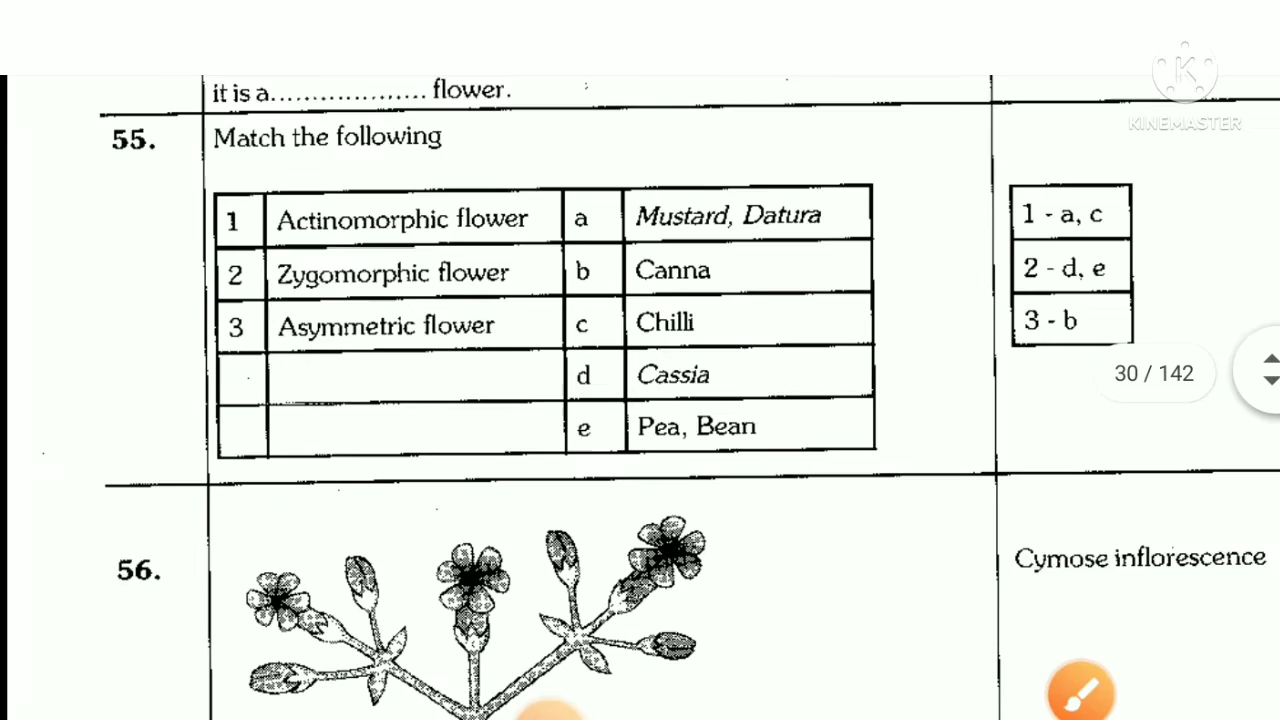 it is a................... flower.
KINEMASTER
55. Match the following
1 Actinomorphic flower a Mustard, Datura 1 - a, c
2 Zygomorphic flower b Canna 2 - d, e
3 Asymmetric flower c Chilli 3 - b
d Cassia 30 / 142
e Pea, Bean
56. Cymose inflorescence